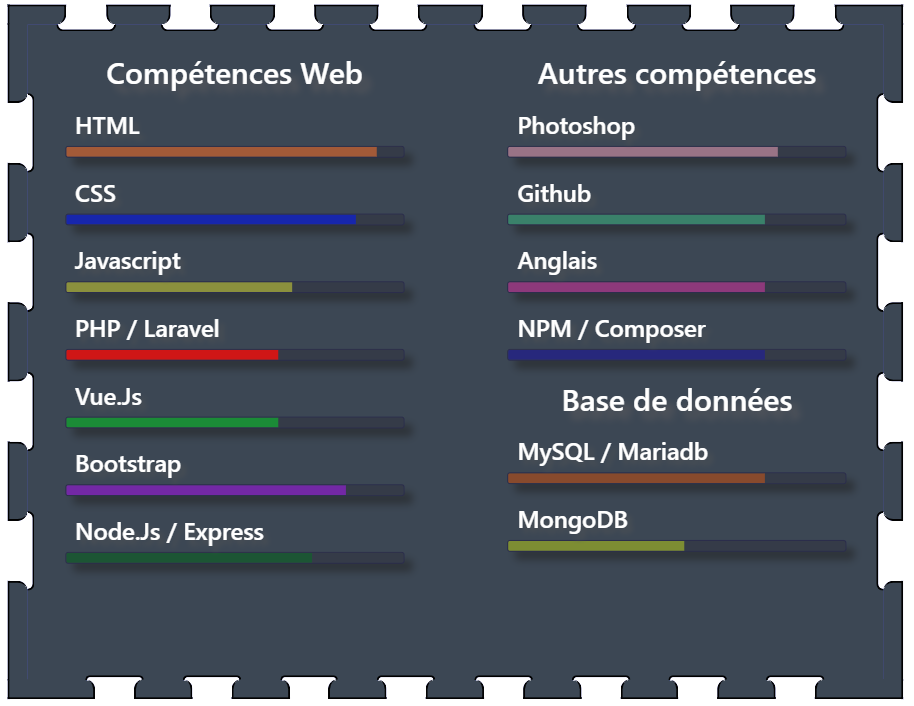 Compétences Web
HTML
CSS
Javascript
PHP / Laravel
Vue.Js
Bootstrap
Node.Js / Express
Autres compétences
Photoshop
Github
Anglais
NPM / Composer
Base de données
MySQL / Mariadb
MongoDB